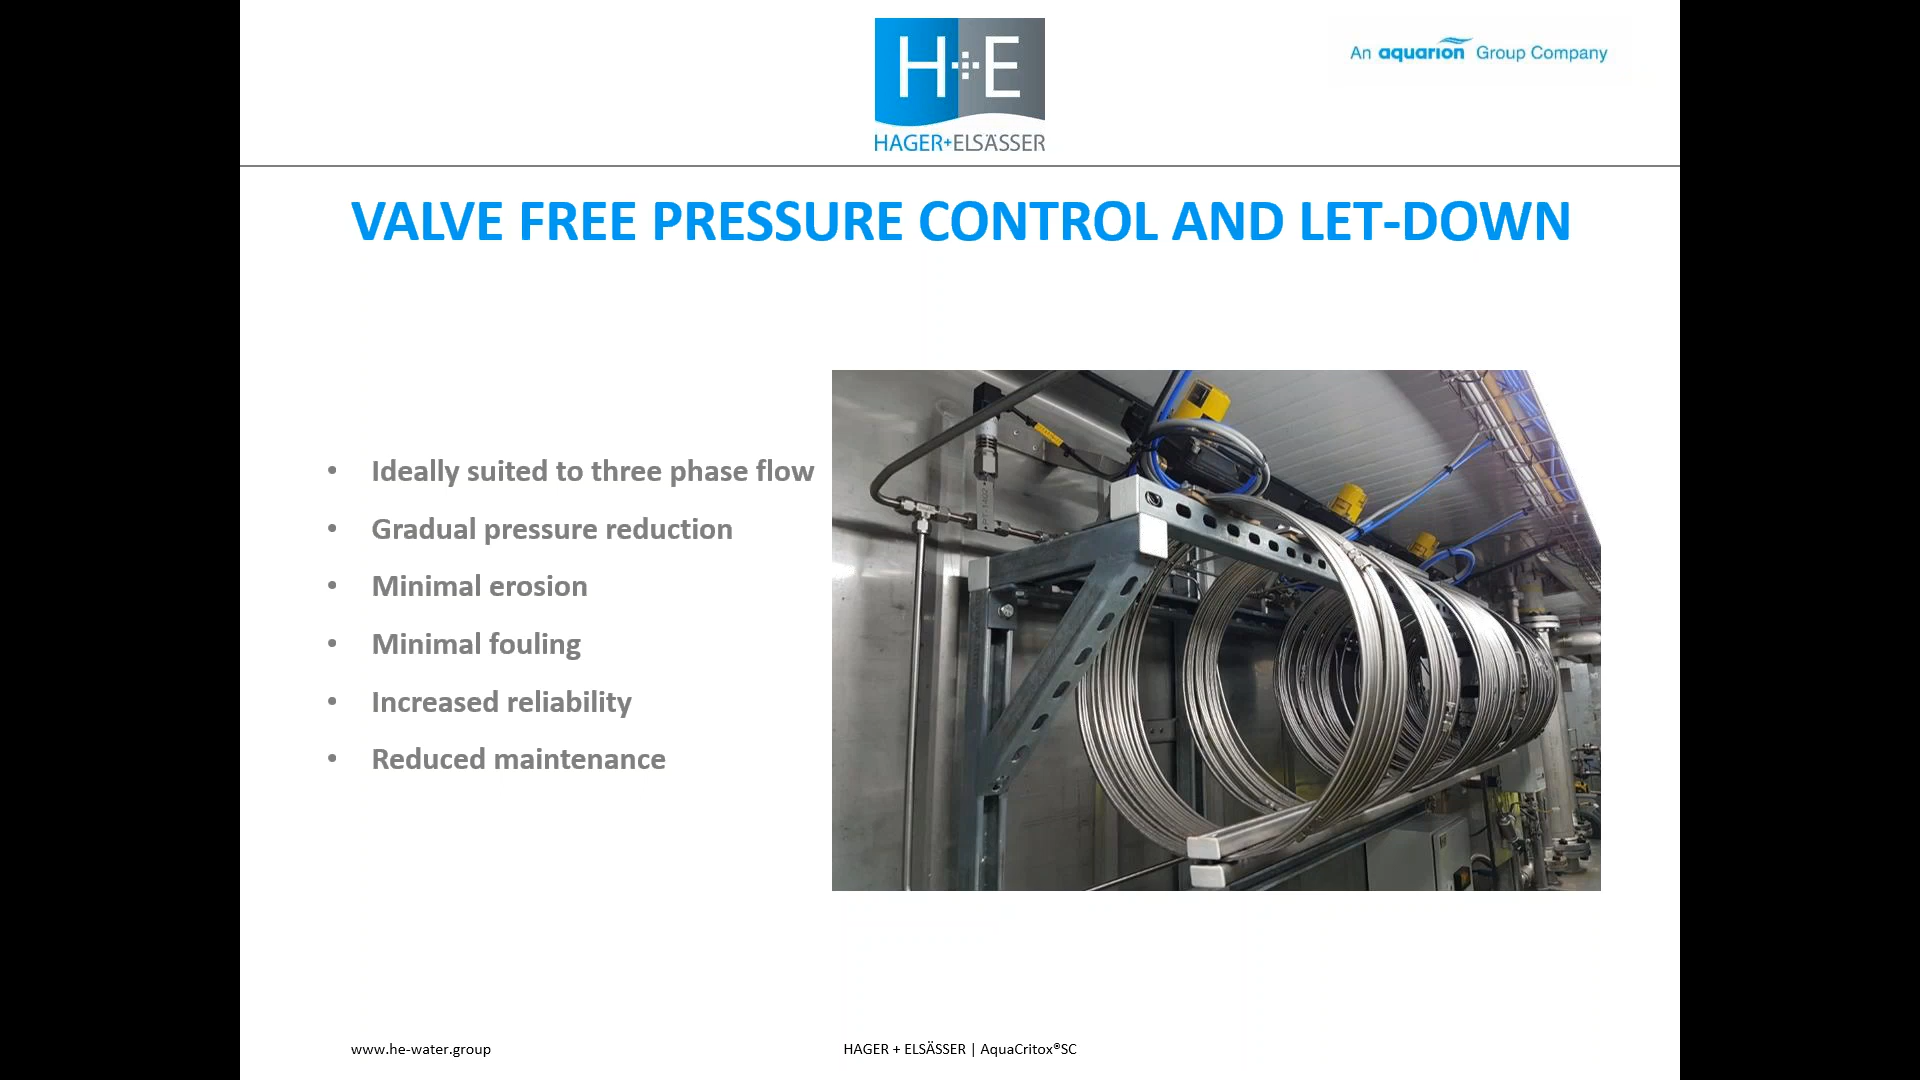 H+E
HAGER+ELSÄSSER
An aquarion Group Company
VALVE FREE PRESSURE CONTROL AND LET-DOWN
• Ideally suited to three phase flow
• Gradual pressure reduction
• Minimal erosion
• Minimal fouling
• Increased reliability
• Reduced maintenance
PT-1402
www.he-water.group
HAGER + ELSÄSSER | AquaCritox®SC